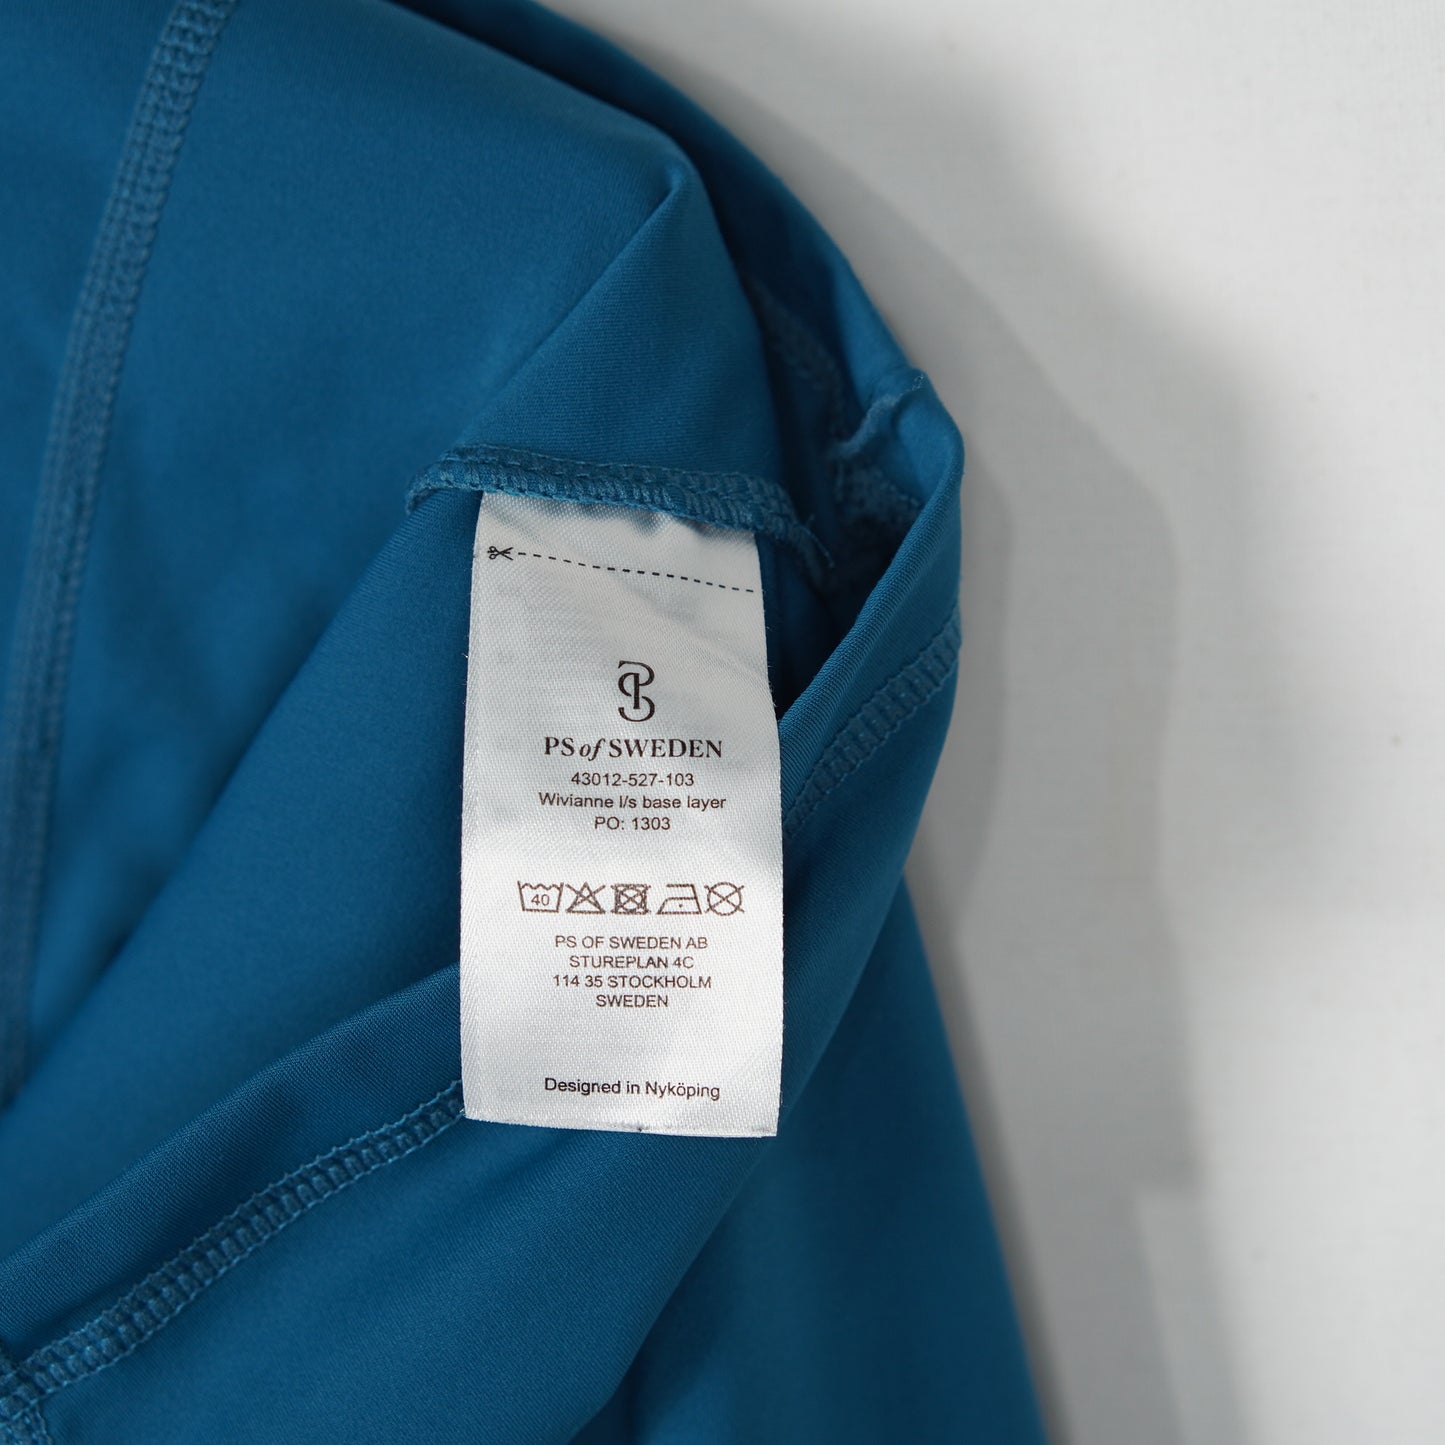 PS of SWEDEN
43012-527-103
Wivianne l/s base layer
PO: 1303
40
PS OF SWEDEN AB
STUREPLAN 4C
114 35 STOCKHOLM
SWEDEN
Designed in Nyköping